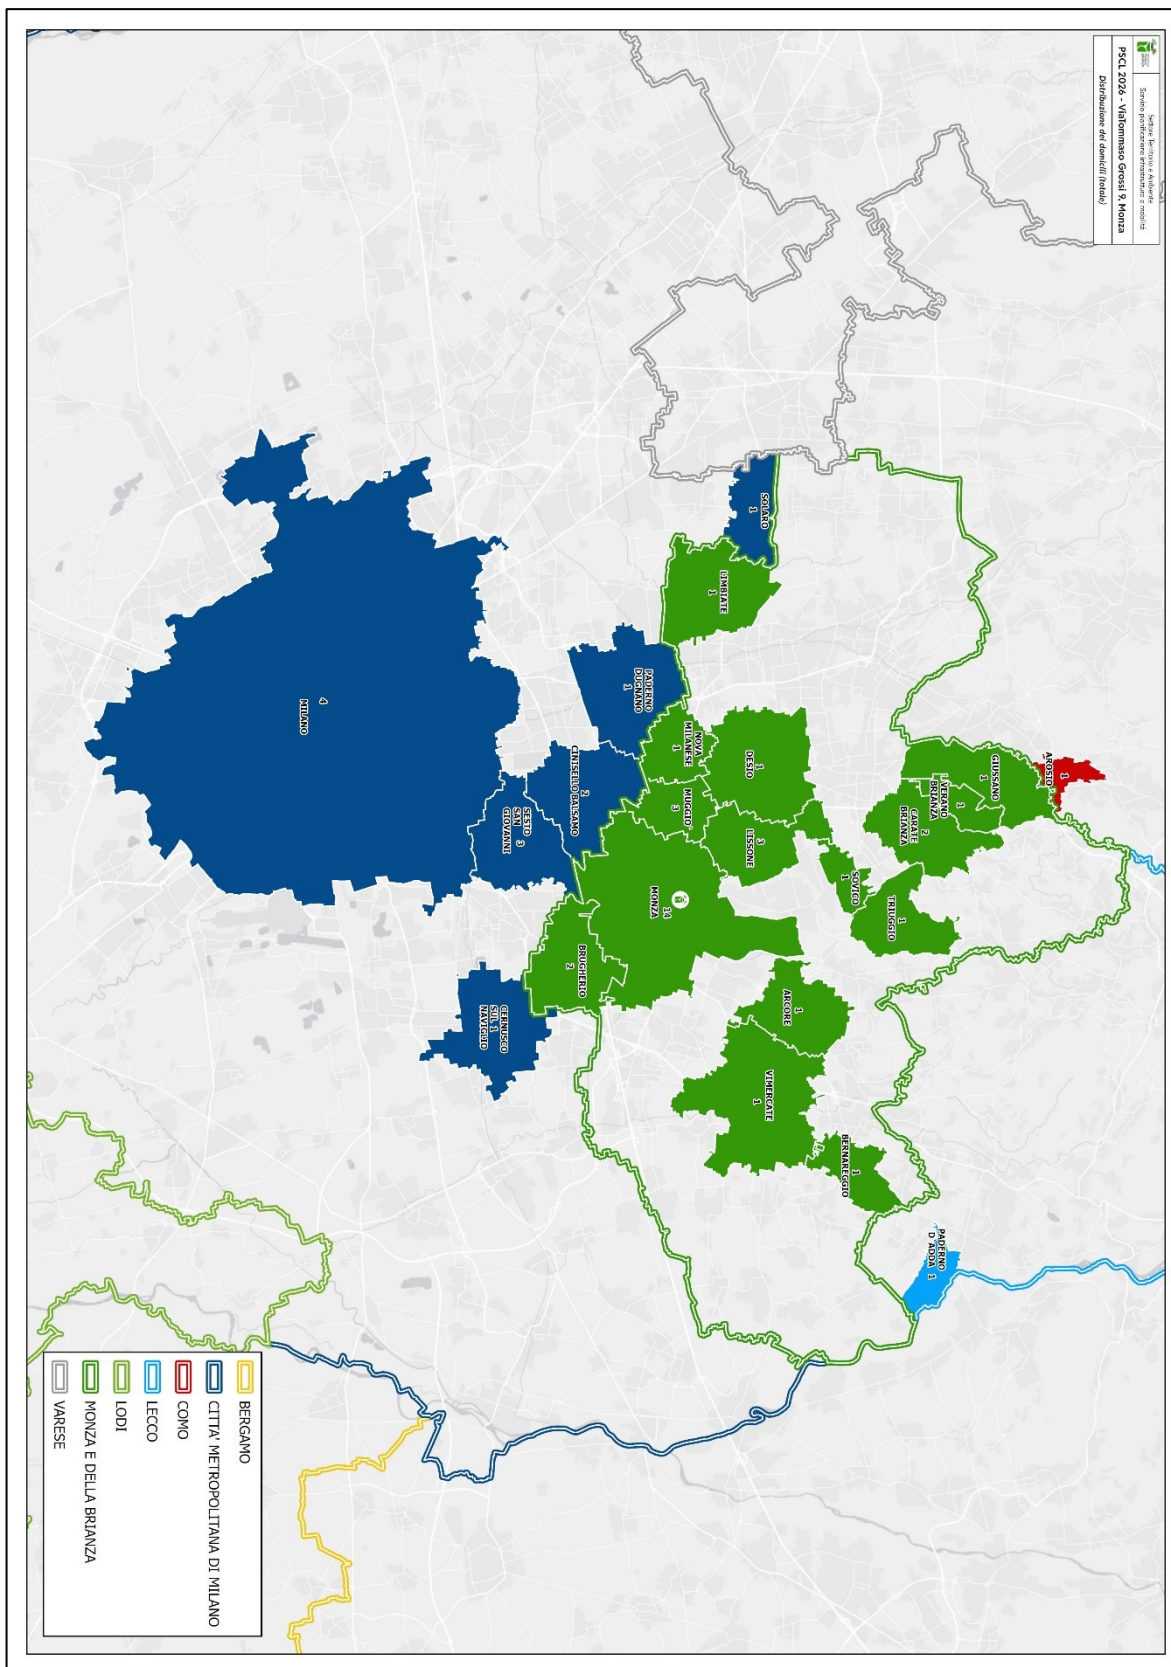 Settore Territorio e Ambiente
Servizio pianificazione infrastrutture e mobilità
PSCL 2026 - ViaTommaso Grossi 9, Monza
Distribuzione dei domicili (totale)
1
AROSIO
GIUSSANO
1
1
VERANO
BRIANZA
2
CARATE
BRIANZA
1
TRIUGGIO
SOVICO
1
PADERNO
D'ADDA 1
1
BERNAREGGIO
SOLARO
1
LIMBIATE
1
1
DESIO
3
LISSONE
1
ARCORE
VIMERCATE
1
NOVA
MILANESE
1
MUGGIO'
3
14
MONZA
PADERNO
DUGNANO
1
2
CINISELLO BALSAMO
BRUGHERIO
2
SESTO 3
SAN
GIOVANNI
CERNUSCO
SUL 1
NAVIGLIO
4
MILANO
BERGAMO
CITTA' METROPOLITANA DI MILANO
COMO
LECCO
LODI
MONZA E DELLA BRIANZA
VARESE